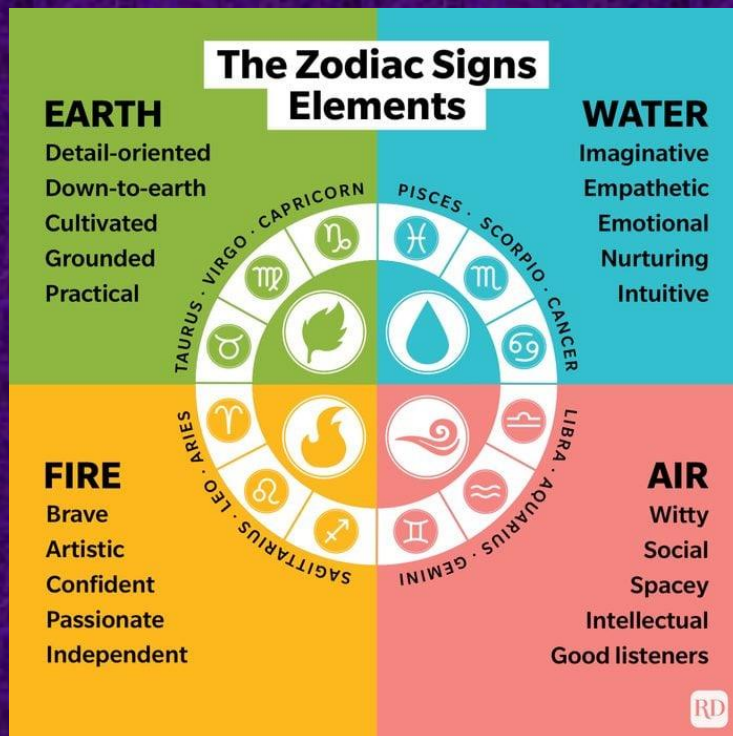 The Zodiac Signs
Elements
EARTH
Detail-oriented
Down-to-earth
Cultivated
Grounded
Practical
WATER
Imaginative
Empathetic
Emotional
Nurturing
Intuitive
TAURUS · VIRGO · CAPRICORN
PISCES · SCORPIO · CANCER
SAGITTARIUS · LEO · ARIES
LIBRA · AQUARIUS · GEMINI
FIRE
Brave
Artistic
Confident
Passionate
Independent
AIR
Witty
Social
Spacey
Intellectual
Good listeners
RD